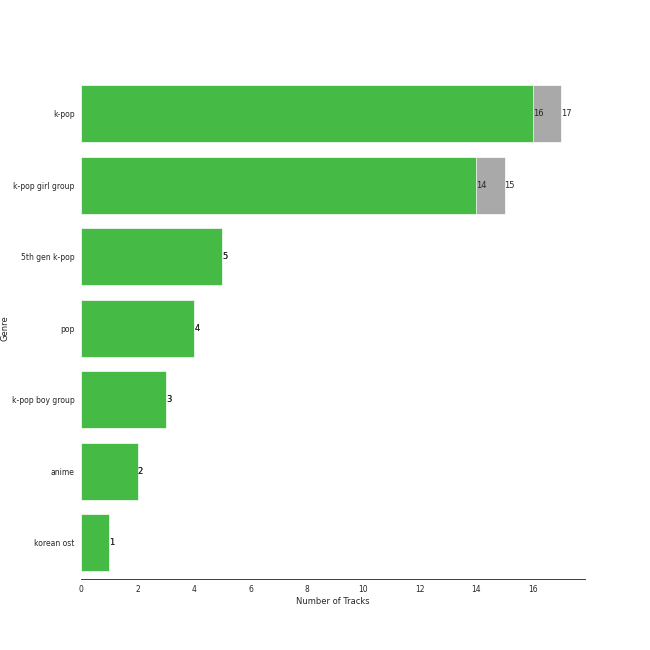 k-pop 16 17
k-pop girl group 14 15
5th gen k-pop 5
pop 4
k-pop boy group 3
anime 2
korean ost 1
Genre
0 2 4 6 8 10 12 14 16
Number of Tracks